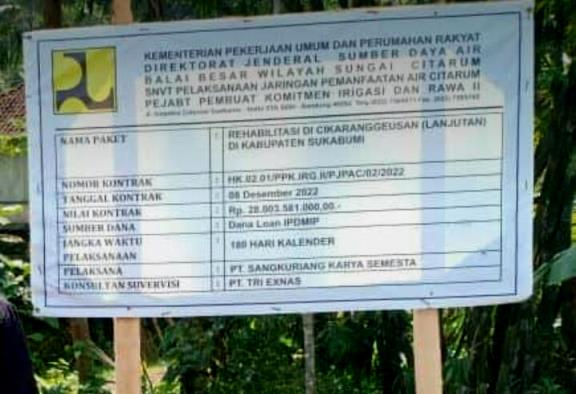 KEMENTERIAN PEKERJAAN UMUM DAN PERUMAHAN RAKYAT
DIREKTORAT JENDERAL SUMBER DAYA AIR
BALAI BESAR WILAYAH SUNGAI CITARUM
SNVT PELAKSANAAN JARINGAN PEMANFAATAN AIR CITARUM
PEJABT PEMBUAT KOMITMEN IRIGASI DAN RAWA II
NAMA PAKET : REHABILITASI DI CIKARANGGEUSAN (LANJUTAN)
DI KABUPATEN SUKABUMI
NOMOR KONTRAK : HK.02.01/PPK.IRG.II/PJPAC/02/2022
TANGGAL KONTRAK : 08 Desember 2022
NILAI KONTRAK : Rp. 28.003.581.000,00.-
SUMBER DANA : Dana Loan IPDMIP
JANGKA WAKTU : 180 HARI KALENDER
PELAKSANAAN
PELAKSANA : PT. SANGKURIANG KARYA SEMESTA
KONSULTAN SUVERVISI : PT. TRI EXNAS